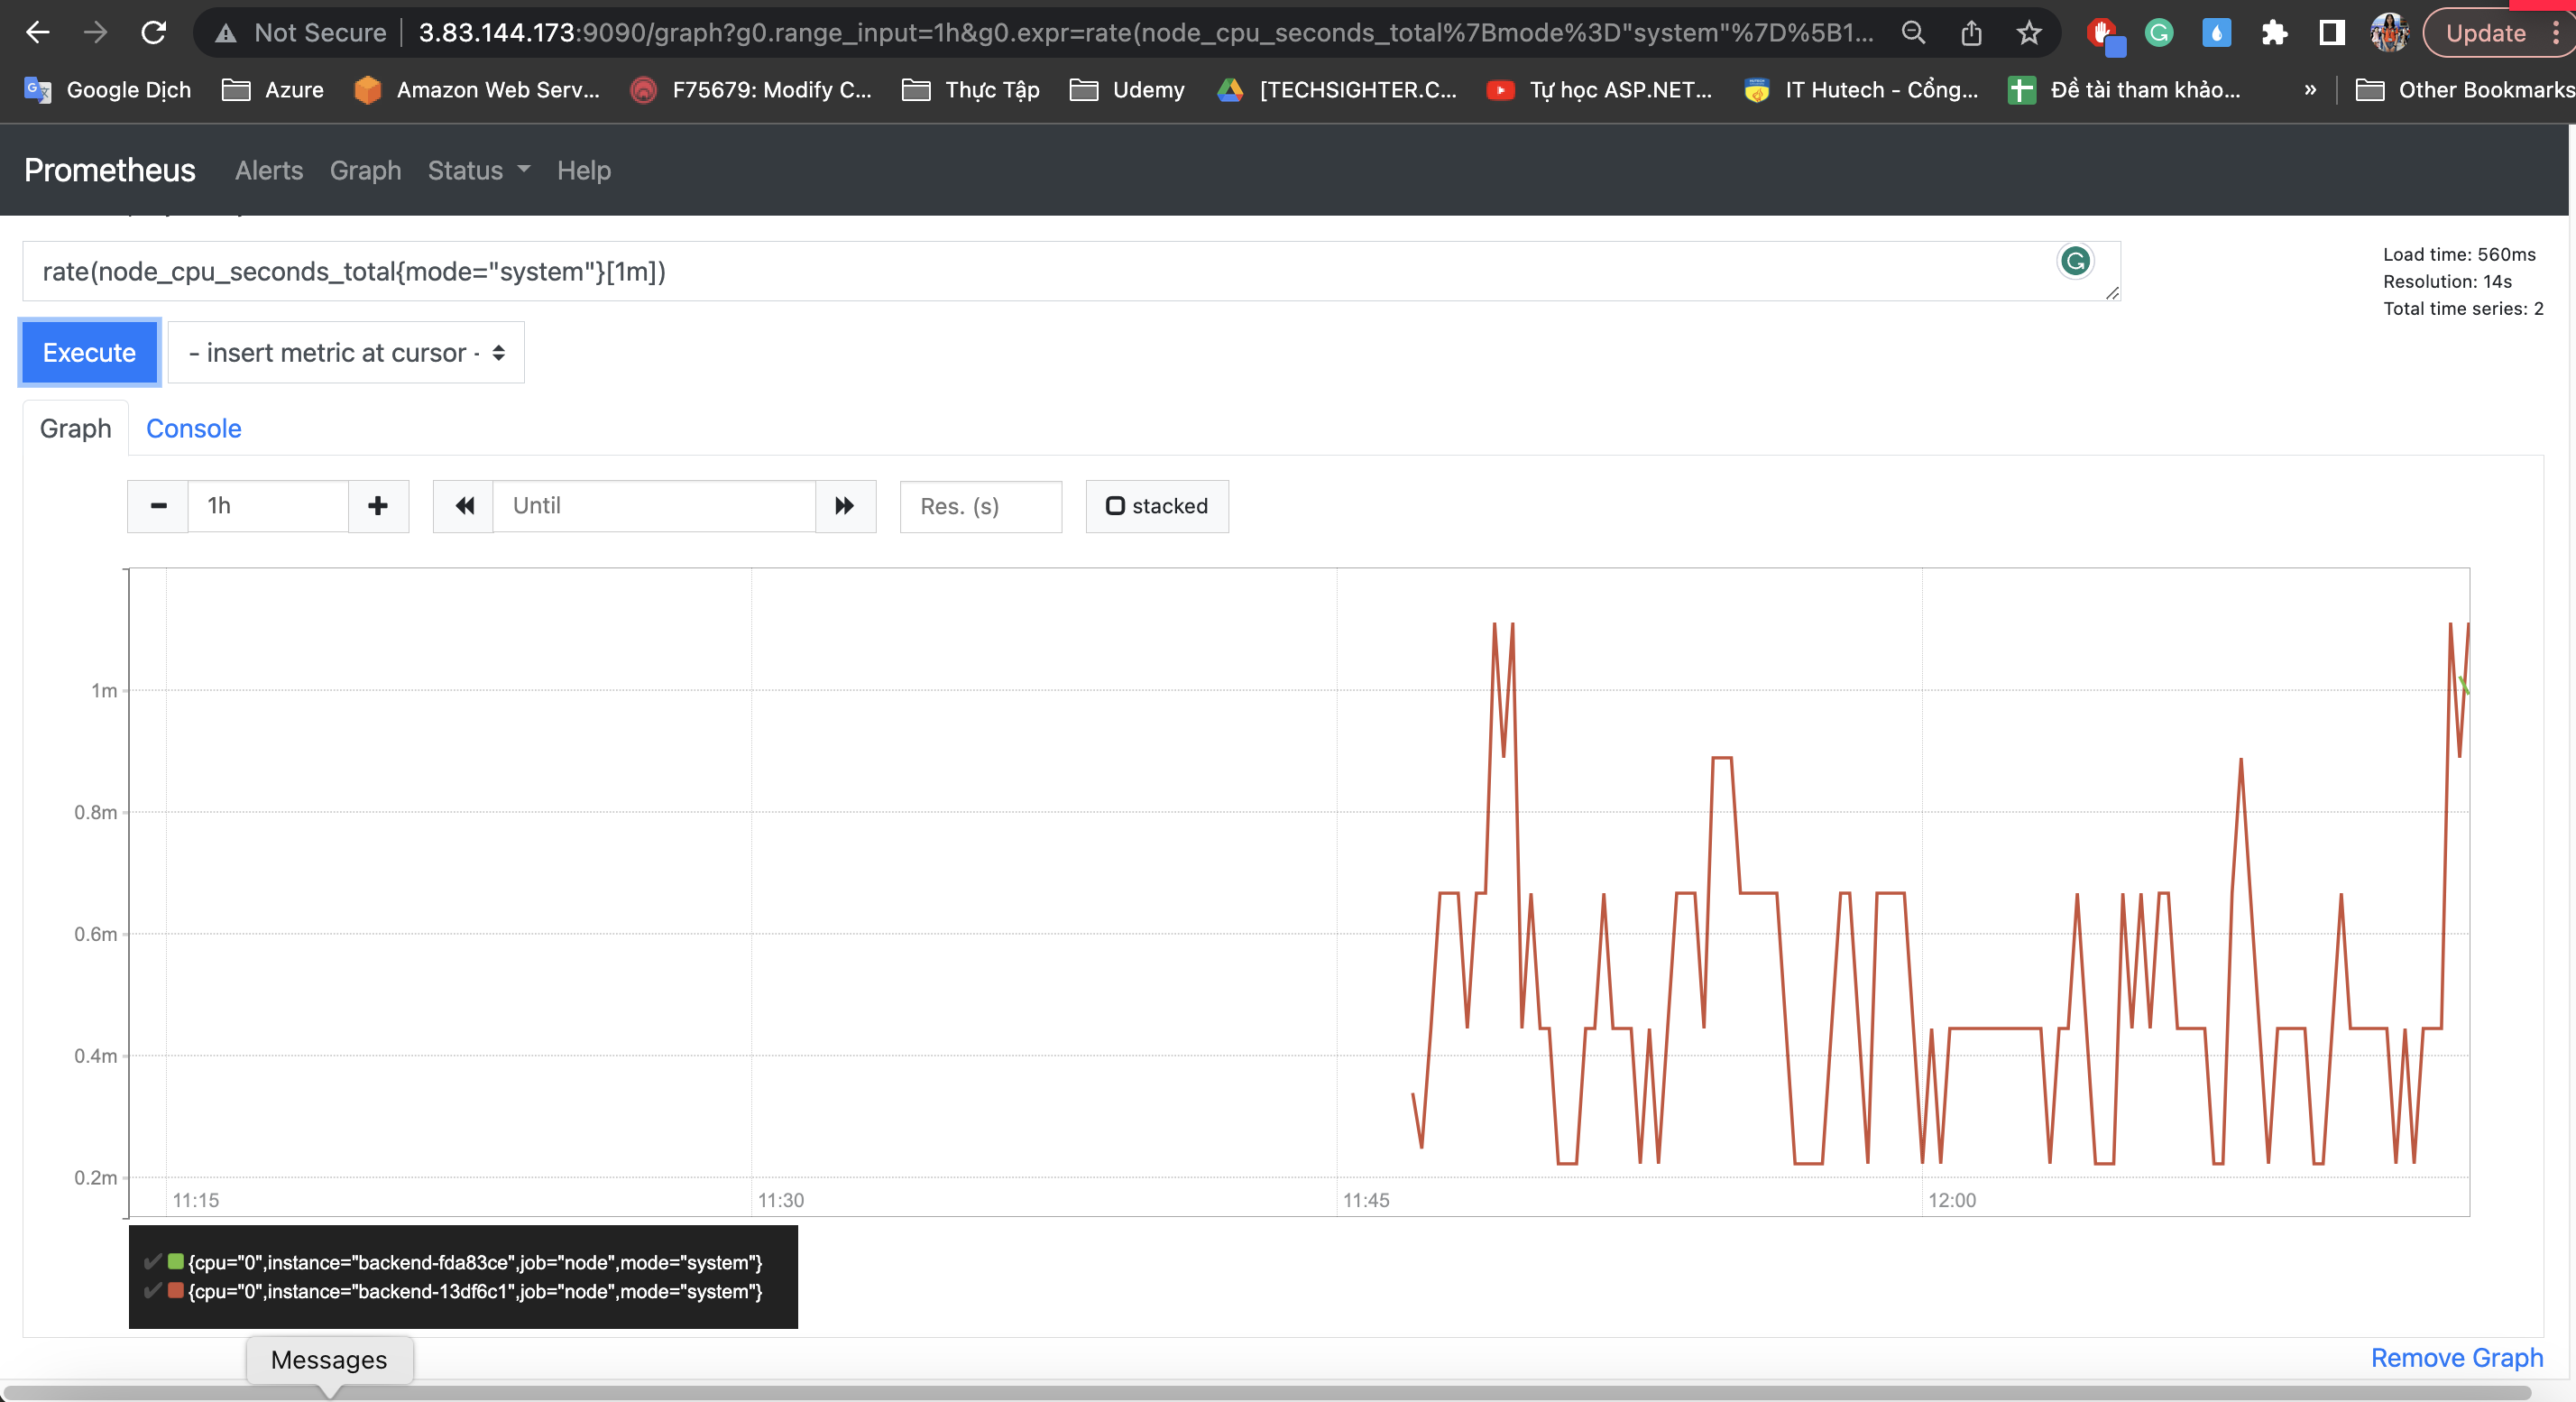 Not Secure | 3.83.144.173:9090/graph?g0.range_input=1h&g0.expr=rate(node_cpu_seconds_total%7Bmode%3D"system"%7D%5B1...
Update
Google Dịch
Azure
Amazon Web Serv...
F75679: Modify C...
Thực Tập
Udemy
[TECHSIGHTER.C...
Tự học ASP.NET...
IT Hutech - Cổng...
Đề tài tham khảo...
»
Other Bookmarks
Prometheus
Alerts
Graph
Status
Help
rate(node_cpu_seconds_total{mode="system"}[1m])
Load time: 560ms
Resolution: 14s
Total time series: 2
Execute
- insert metric at cursor -
Graph
Console
1h
Until
Res. (s)
stacked
1m
0.8m
0.6m
0.4m
0.2m
11:15
11:30
11:45
12:00
{cpu="0",instance="backend-fda83ce",job="node",mode="system"}
{cpu="0",instance="backend-13df6c1",job="node",mode="system"}
Messages
Remove Graph